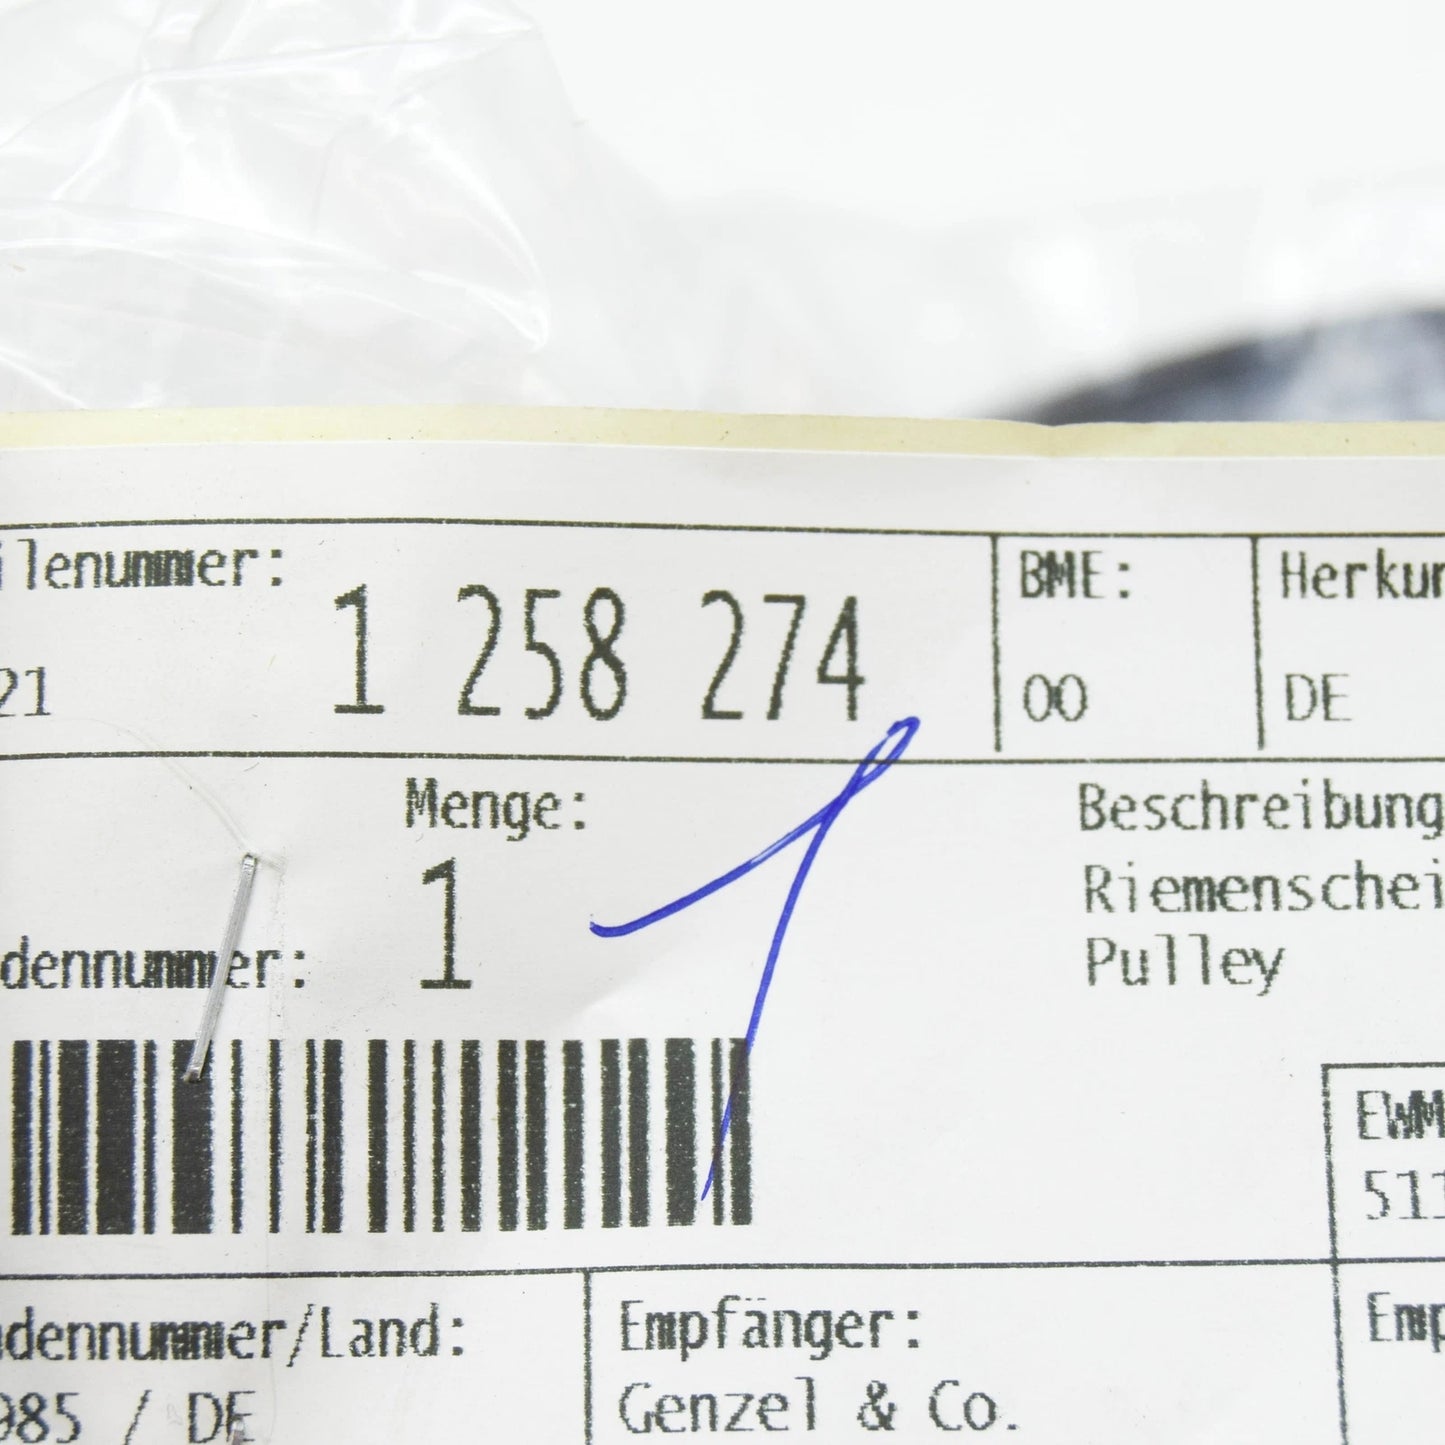 ilenummer:
21
1 258 274
BME:
00
Herkun
DE
Menge:
1
dennummer:
Beschreibung
Riemenschei
Pulley
EWM
511
ndennummer/Land:
985 / DE
Empfänger:
Genzel & Co.
Emp